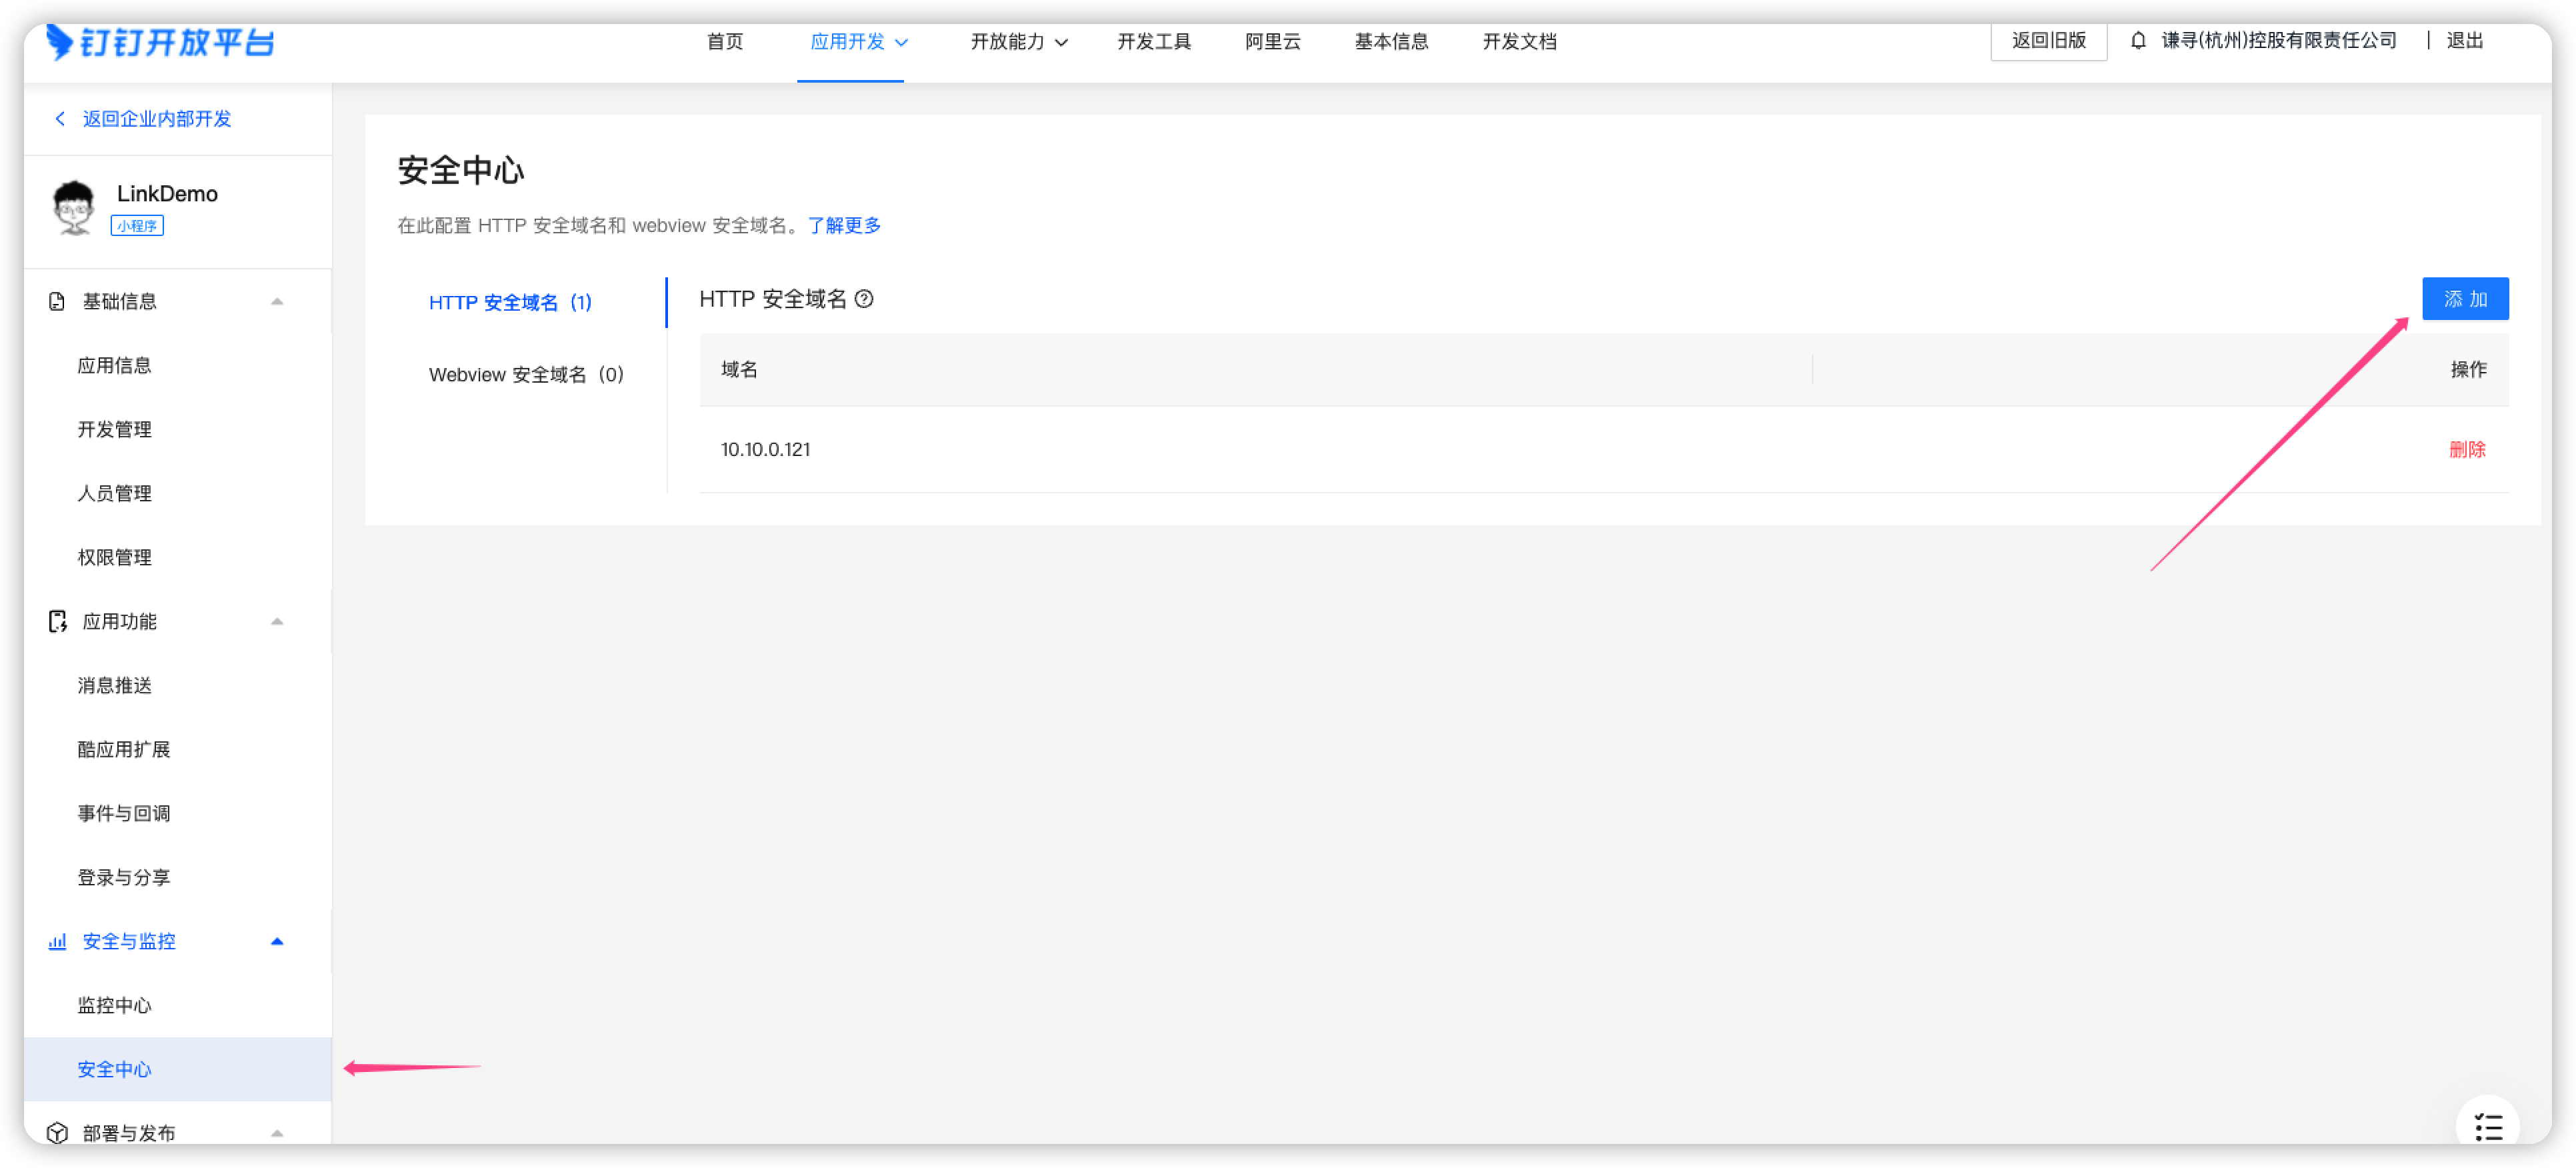 钉钉开放平台
首页
应用开发
开放能力
开发工具
阿里云
基本信息
开发文档
返回旧版
谦寻(杭州)控股有限责任公司
退出
返回企业内部开发
LinkDemo
小程序
基础信息
应用信息
开发管理
人员管理
权限管理
应用功能
消息推送
酷应用扩展
事件与回调
登录与分享
安全与监控
监控中心
安全中心
部署与发布
安全中心
在此配置 HTTP 安全域名和 webview 安全域名。了解更多
HTTP 安全域名 (1)
Webview 安全域名 (0)
HTTP 安全域名
添 加
域名
操作
10.10.0.121
删除